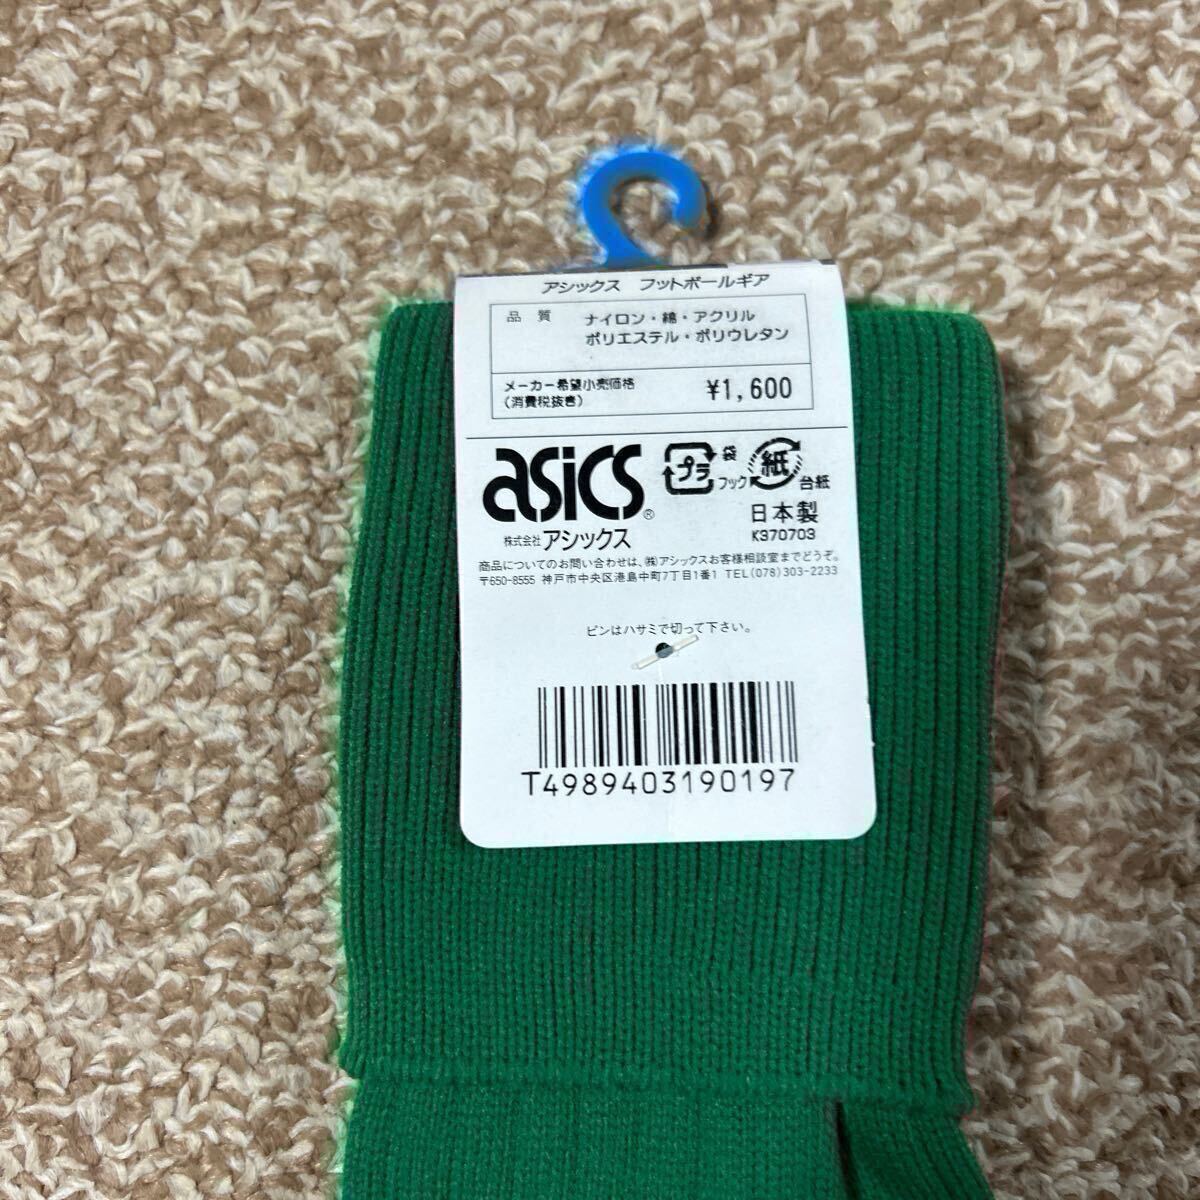 アシックス フットボールギア
品質 ナイロン・綿・アクリル
ポリエステル・ポリウレタン
メーカー希望小売価格
(消費税抜き) ¥1,600
asics®
株式会社アシックス
プラ 袋
フック
紙 台紙
日本製
K370703
商品についてのお問い合わせは、㈱アシックスお客様相談室までどうぞ。
〒650-8555 神戸市中央区港島中町7丁目1番1 TEL(078)303-2233
ピンはハサミで切って下さい。
T4989403190197